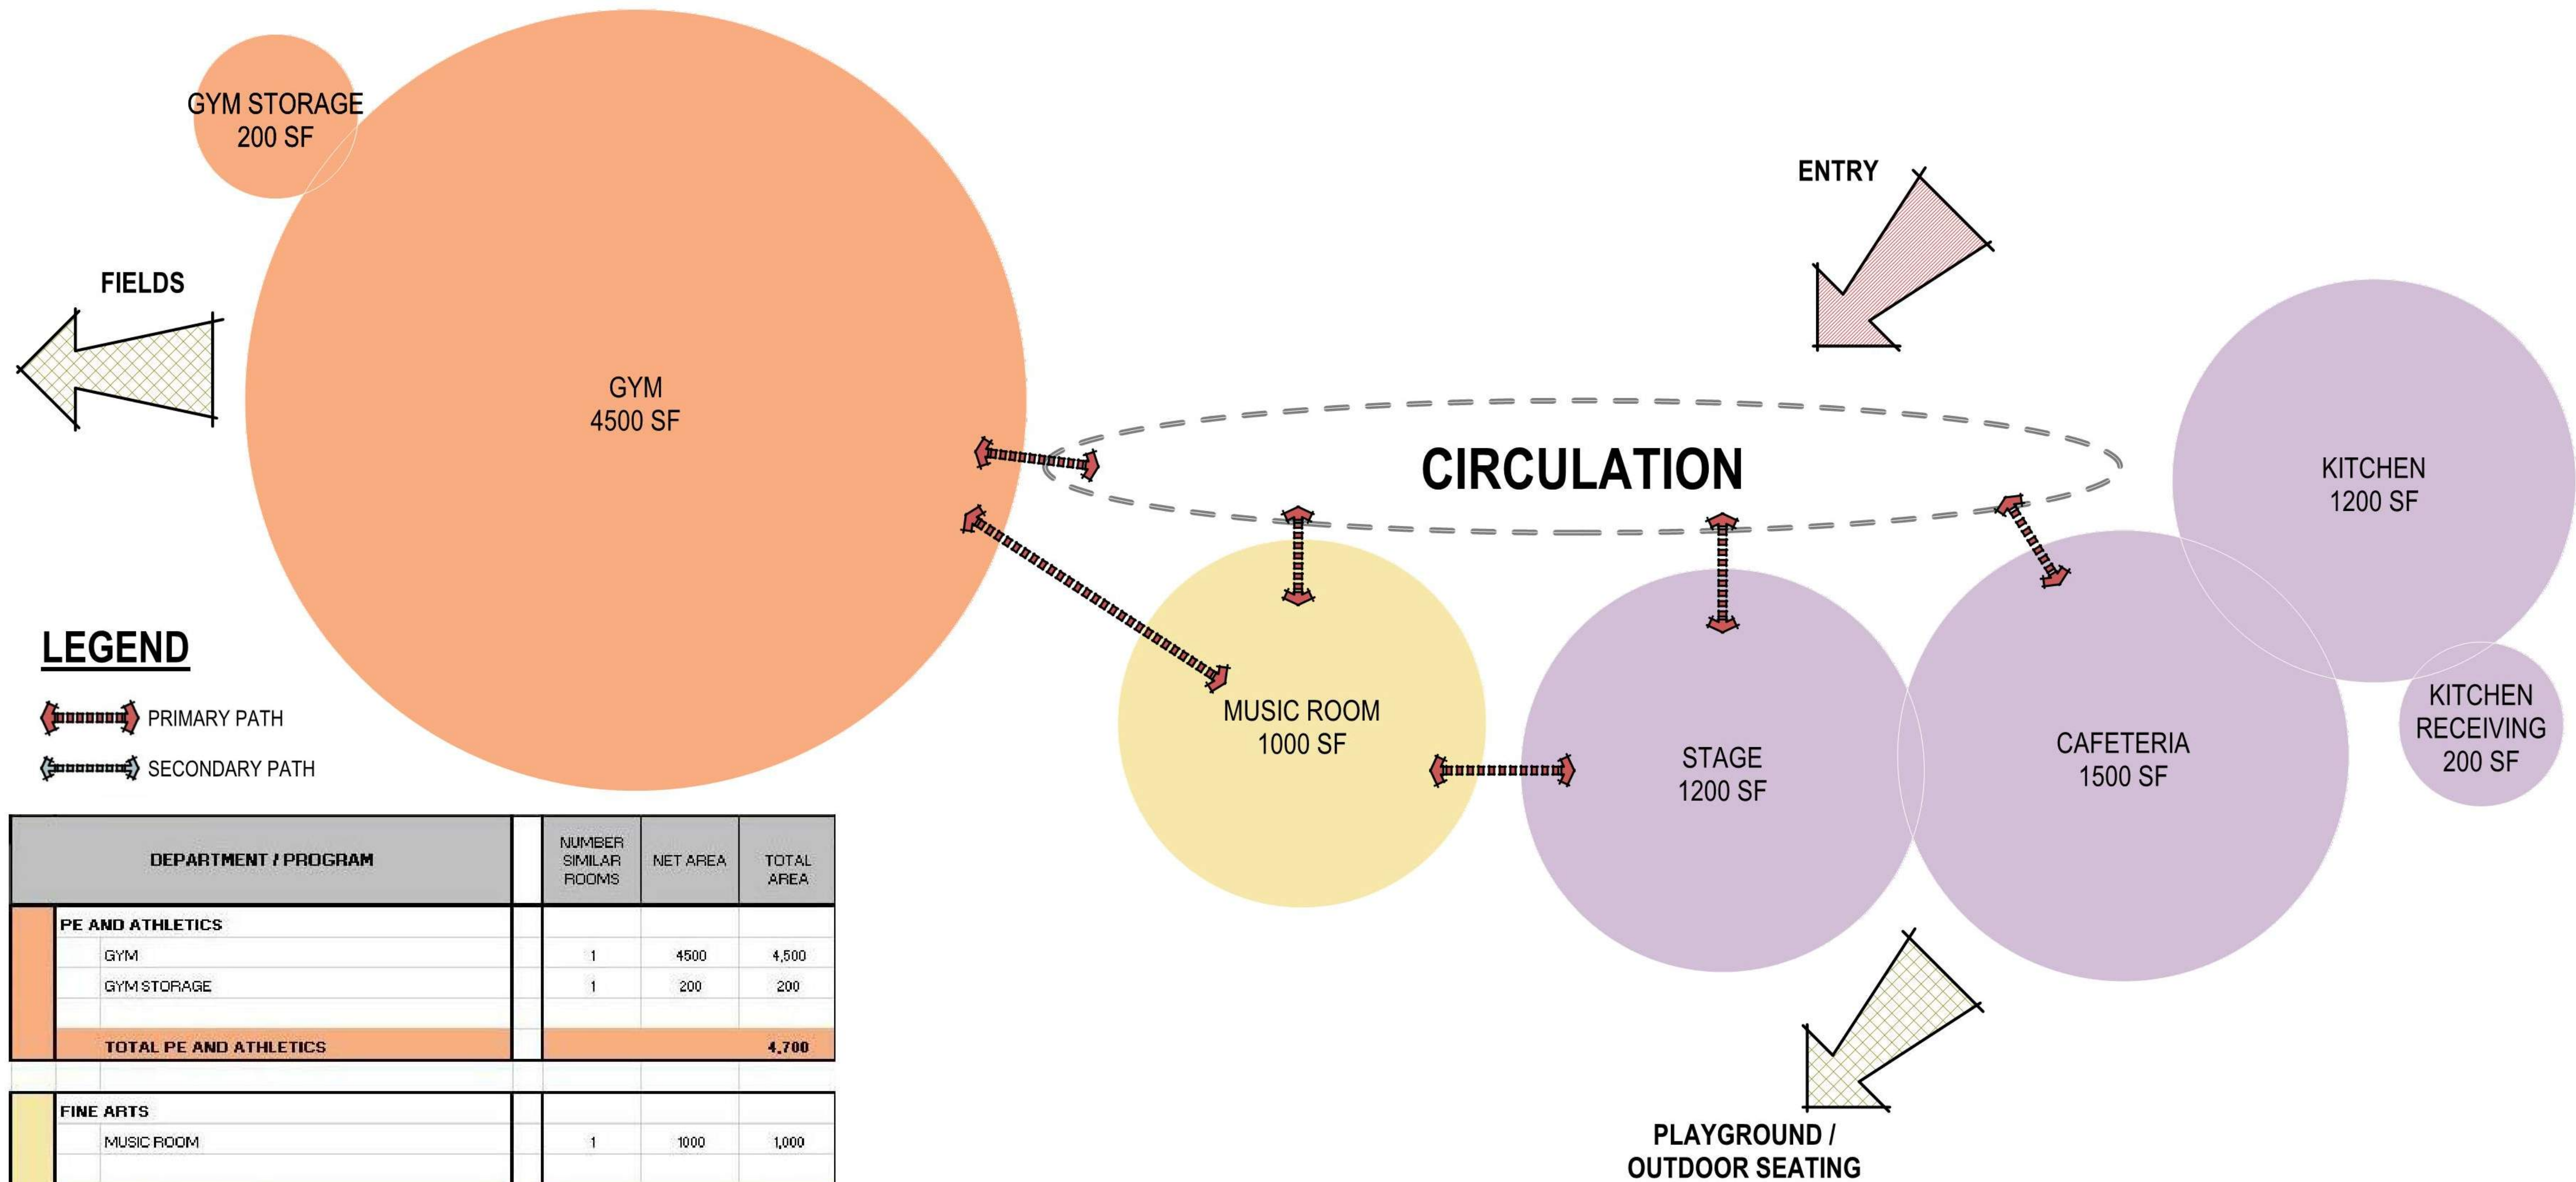 GYM STORAGE
200 SF
ENTRY
FIELDS
GYM
4500 SF
CIRCULATION
KITCHEN
1200 SF
LEGEND
PRIMARY PATH
SECONDARY PATH
MUSIC ROOM
1000 SF
STAGE
1200 SF
CAFETERIA
1500 SF
KITCHEN
RECEIVING
200 SF
DEPARTMENT / PROGRAM
NUMBER
SIMILAR
ROOMS
NET AREA
TOTAL
AREA
PE AND ATHLETICS
GYM 1 4500 4,500
GYM STORAGE 1 200 200
TOTAL PE AND ATHLETICS 4,700
FINE ARTS
MUSIC ROOM 1 1000 1,000
PLAYGROUND /
OUTDOOR SEATING